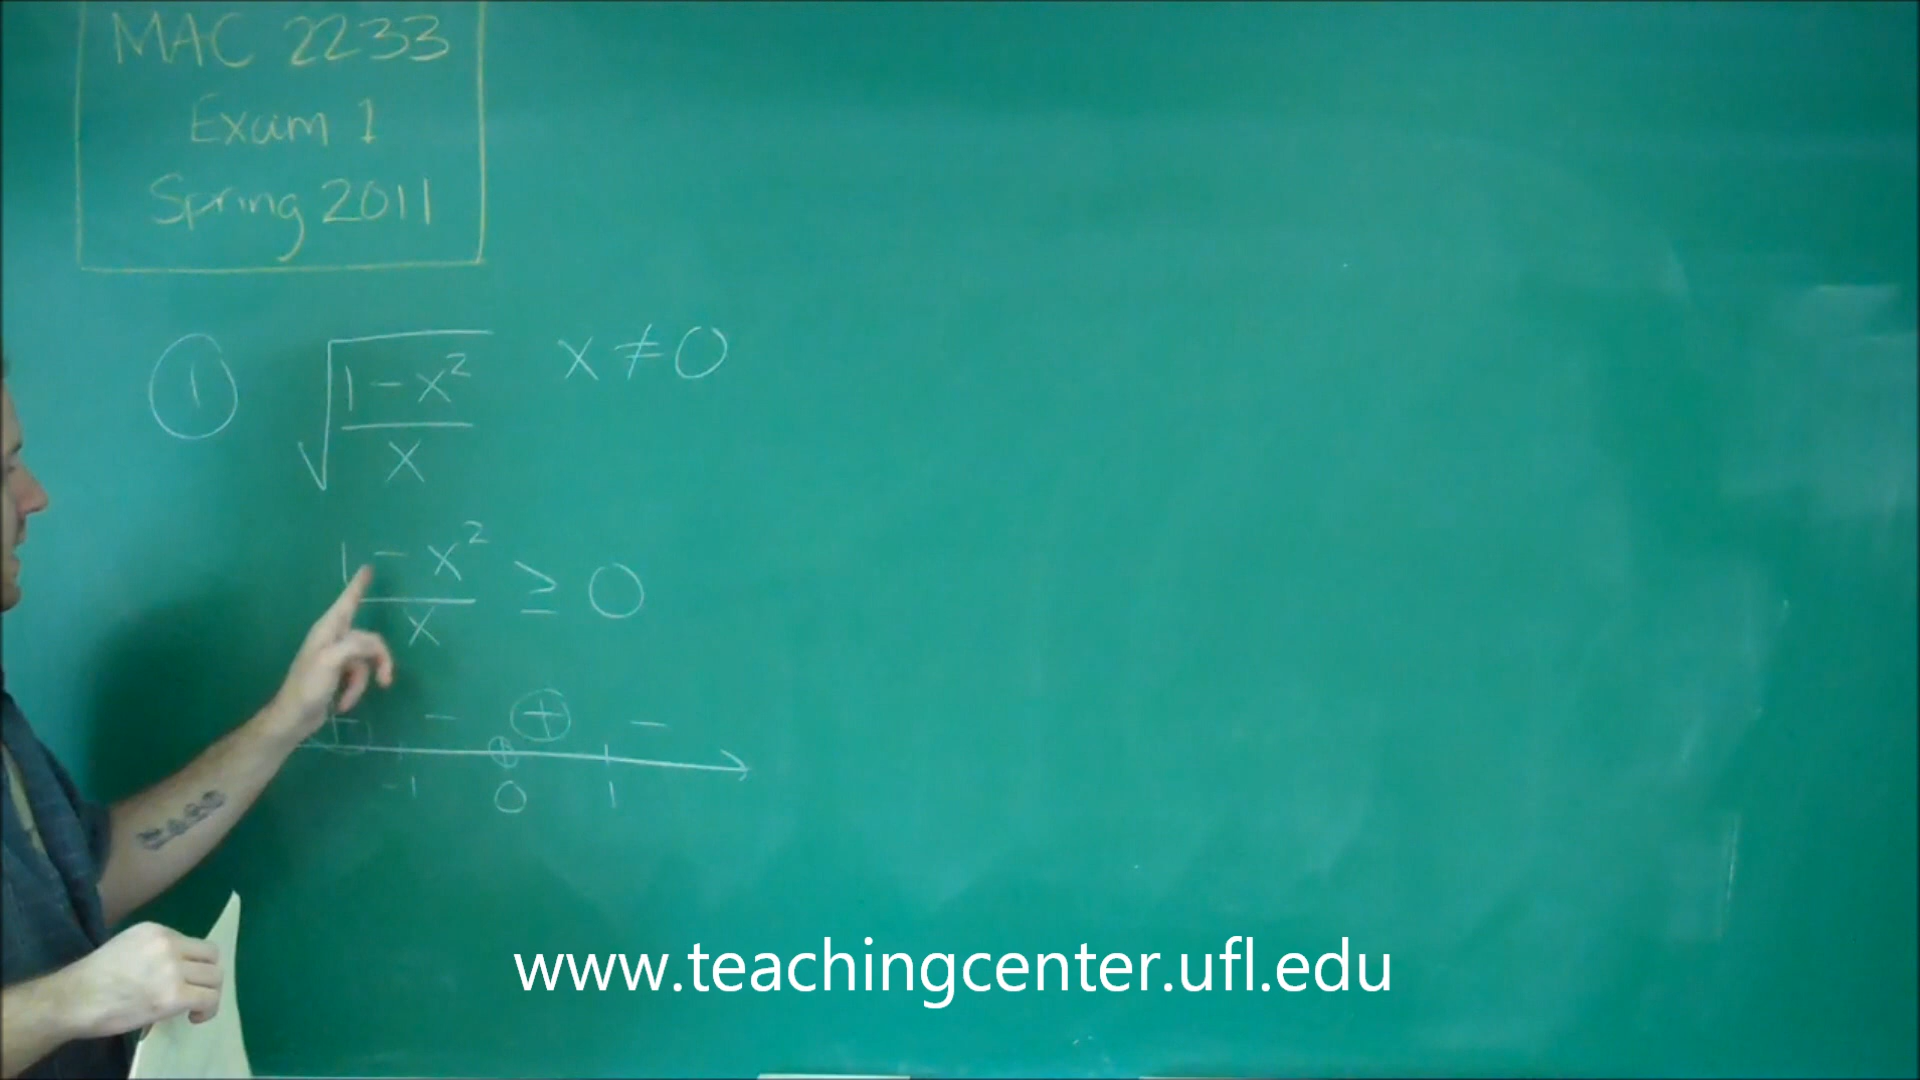 MAC 2233
Exam 1
Spring 2011
① √((1 - x²)/x) x ≠ 0
(1 - x²)/x ≥ 0
+ - + -
-1 0 1
www.teachingcenter.ufl.edu